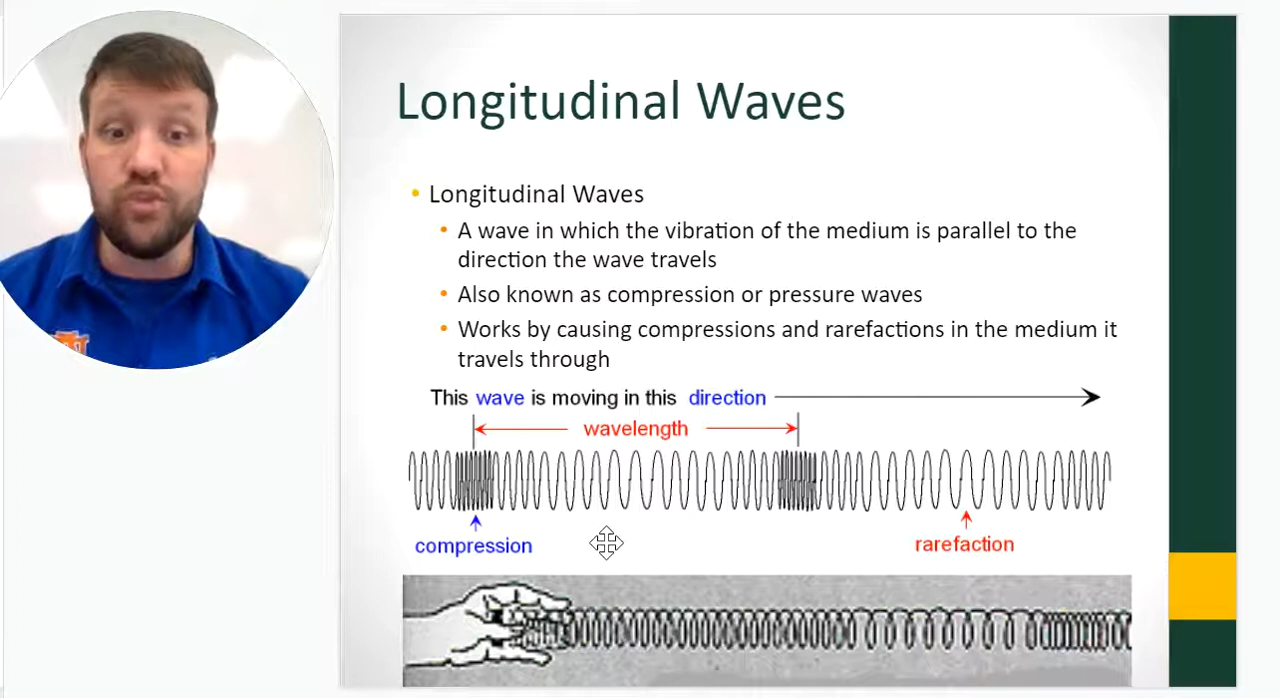 Longitudinal Waves
Longitudinal Waves
A wave in which the vibration of the medium is parallel to the
direction the wave travels
Also known as compression or pressure waves
Works by causing compressions and rarefactions in the medium it
travels through
This wave is moving in this direction
wavelength
compression
rarefaction